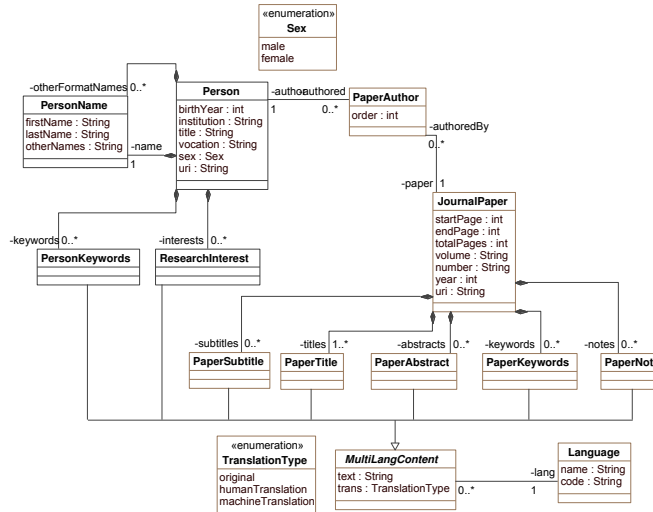 «enumeration»
Sex
male
female
-otherFormatNames 0..*
PersonName
firstName : String
lastName : String
otherNames : String
-name
1
Person
birthYear : int
institution : String
title : String
vocation : String
sex : Sex
uri : String
-author
authored
1
0..*
PaperAuthor
order : int
-authoredBy
0..*
-paper 1
JournalPaper
startPage : int
endPage : int
totalPages : int
volume : String
number : String
year : int
uri : String
-keywords 0..*
PersonKeywords
-interests 0..*
ResearchInterest
-subtitles 0..*
PaperSubtitle
-titles 1..*
PaperTitle
-abstracts 0..*
PaperAbstract
-keywords 0..*
PaperKeywords
-notes 0..*
PaperNot
«enumeration»
TranslationType
original
humanTranslation
machineTranslation
MultiLangContent
text : String
trans : TranslationType
0..*
-lang
1
Language
name : String
code : String